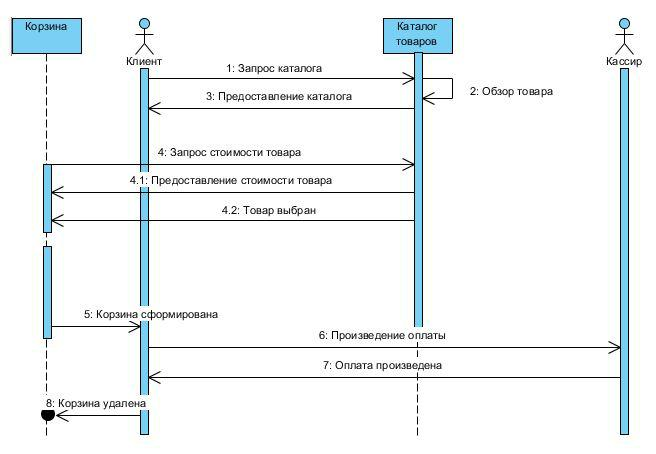 Корзина
Клиент
Каталог
товаров
Кассир
1: Запрос каталога
2: Обзор товара
3: Предоставление каталога
4: Запрос стоимости товара
4.1: Предоставление стоимости товара
4.2: Товар выбран
5: Корзина сформирована
6: Произведение оплаты
7: Оплата произведена
8: Корзина удалена